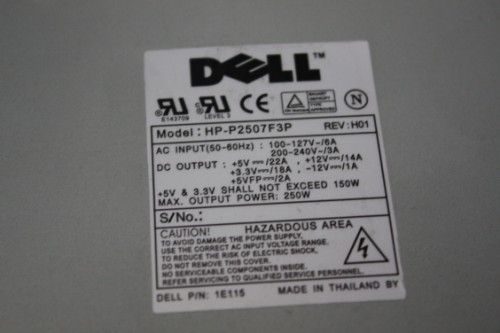 DELL™
E143709 LEVEL 3
Model: HP-P2507F3P REV:H01
AC INPUT(50-60Hz) : 100-127V~/6A
200-240V~/3A
DC OUTPUT : +5V⎓/22A , +12V⎓/14A
+3.3V⎓/18A , -12V⎓/1A
+5VFP⎓/2A
+5V & 3.3V SHALL NOT EXCEED 150W
MAX. OUTPUT POWER: 250W
S/No.:
CAUTION! HAZARDOUS AREA
TO AVOID DAMAGING THE POWER SUPPLY,
USE THE CORRECT AC INPUT VOLTAGE RANGE.
TO REDUCE THE RISK OF ELECTRIC SHOCK.
DO NOT REMOVE THIS COVER.
NO SERVICEABLE COMPONENTS INSIDE.
REFER SERVICING TO QUALIFIED SERVICE PERSONNEL.
DELL P/N: 1E115 MADE IN THAILAND BY